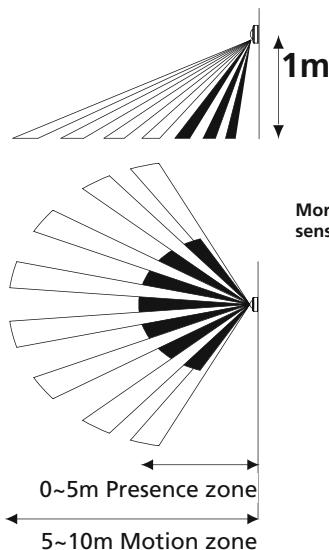 1m
Mor
sens
0~5m Presence zone
5~10m Motion zone